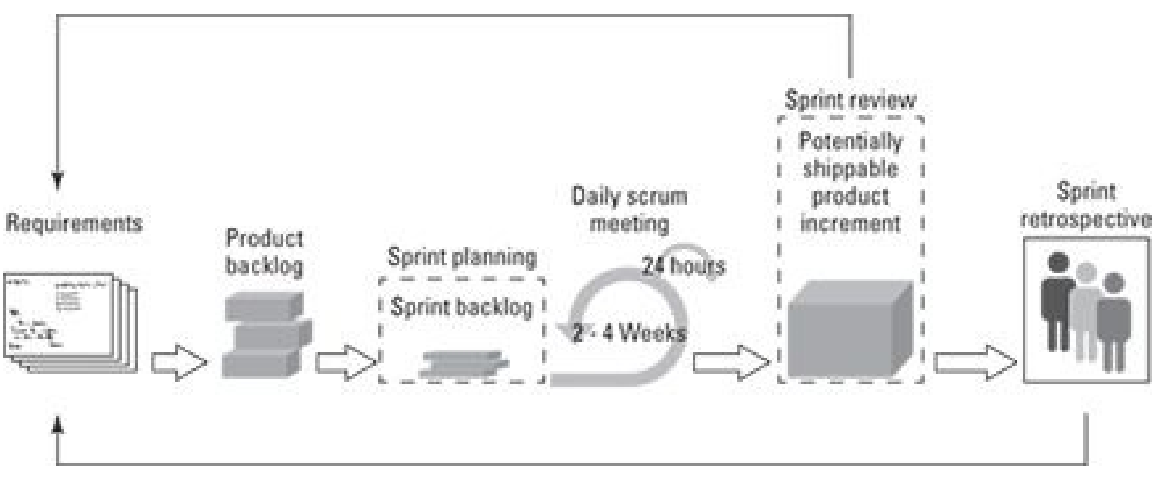 Requirements
Product
backlog
Sprint planning
Sprint backlog
Daily scrum
meeting
24 hours
2 - 4 Weeks
Sprint review
Potentially
shippable
product
increment
Sprint
retrospective